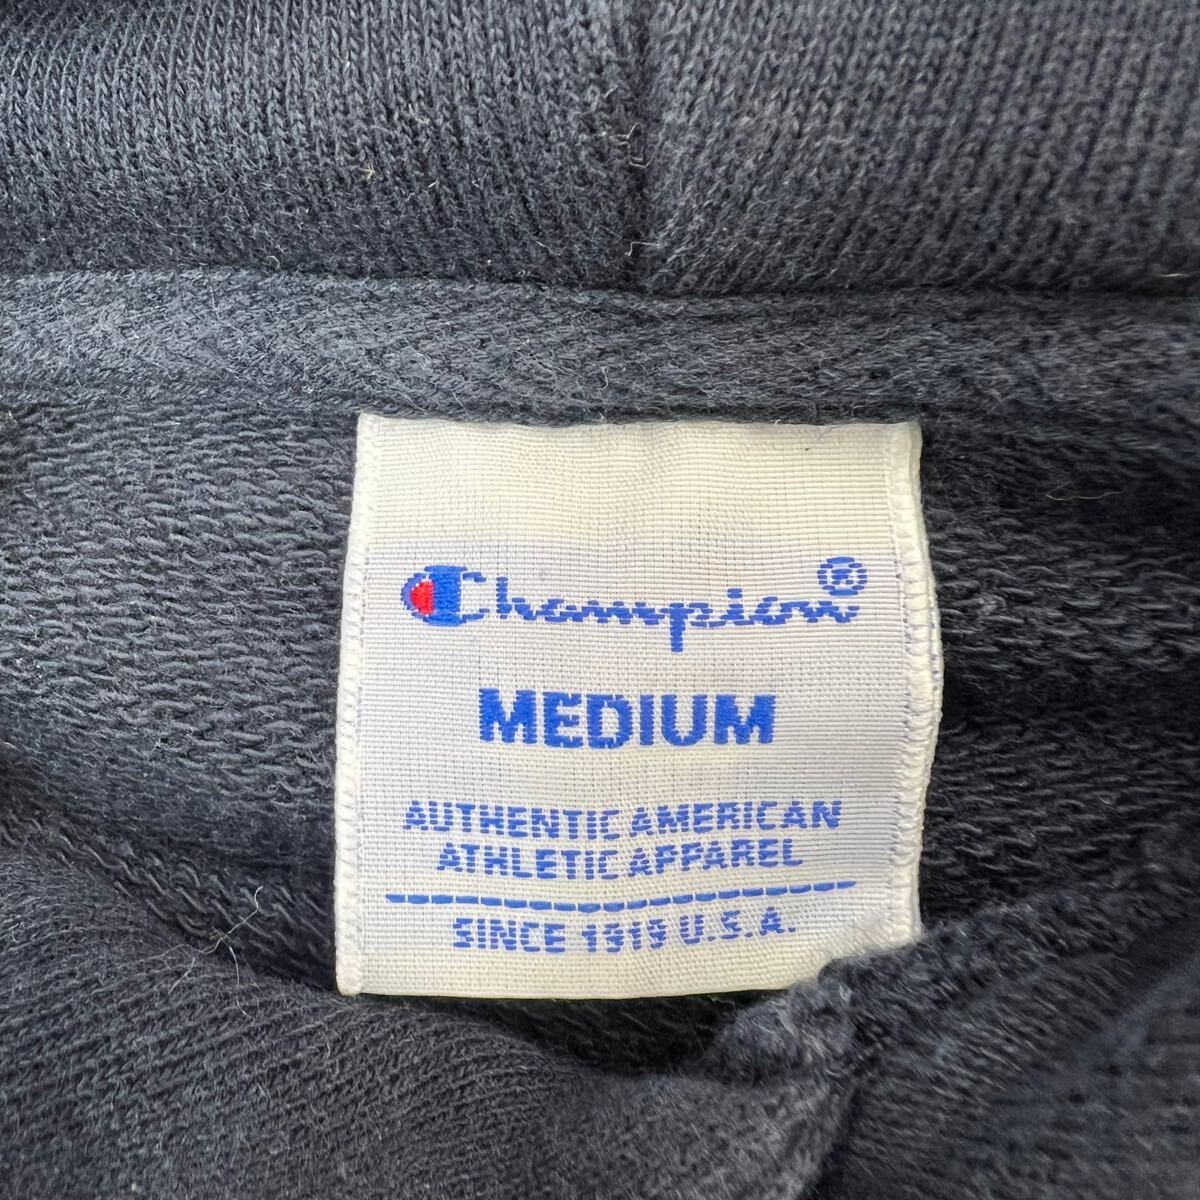 Champion®
MEDIUM
AUTHENTIC AMERICAN
ATHLETIC APPAREL
SINCE 1919 U.S.A.